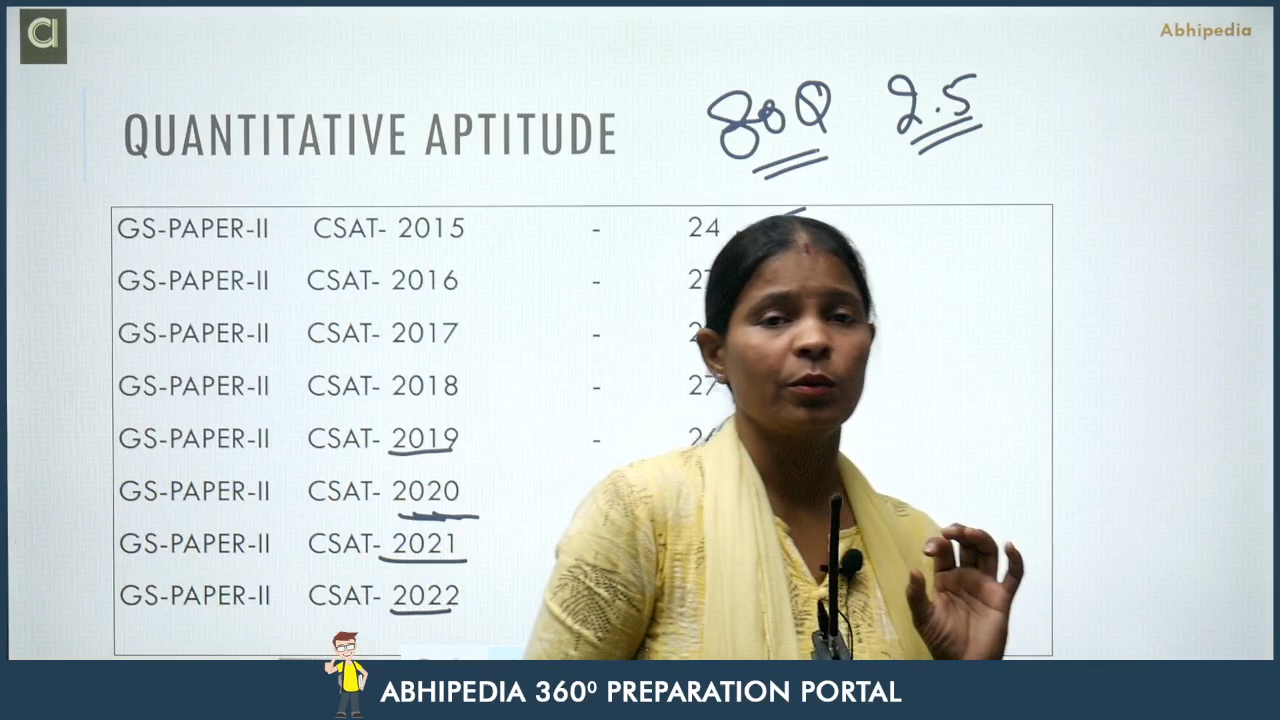 Abhipedia
QUANTITATIVE APTITUDE 80Q 2.5
GS-PAPER-II CSAT- 2015 - 24
GS-PAPER-II CSAT- 2016 -
GS-PAPER-II CSAT- 2017 -
GS-PAPER-II CSAT- 2018 - 27
GS-PAPER-II CSAT- 2019 -
GS-PAPER-II CSAT- 2020
GS-PAPER-II CSAT- 2021
GS-PAPER-II CSAT- 2022
ABHIPEDIA 360⁰ PREPARATION PORTAL